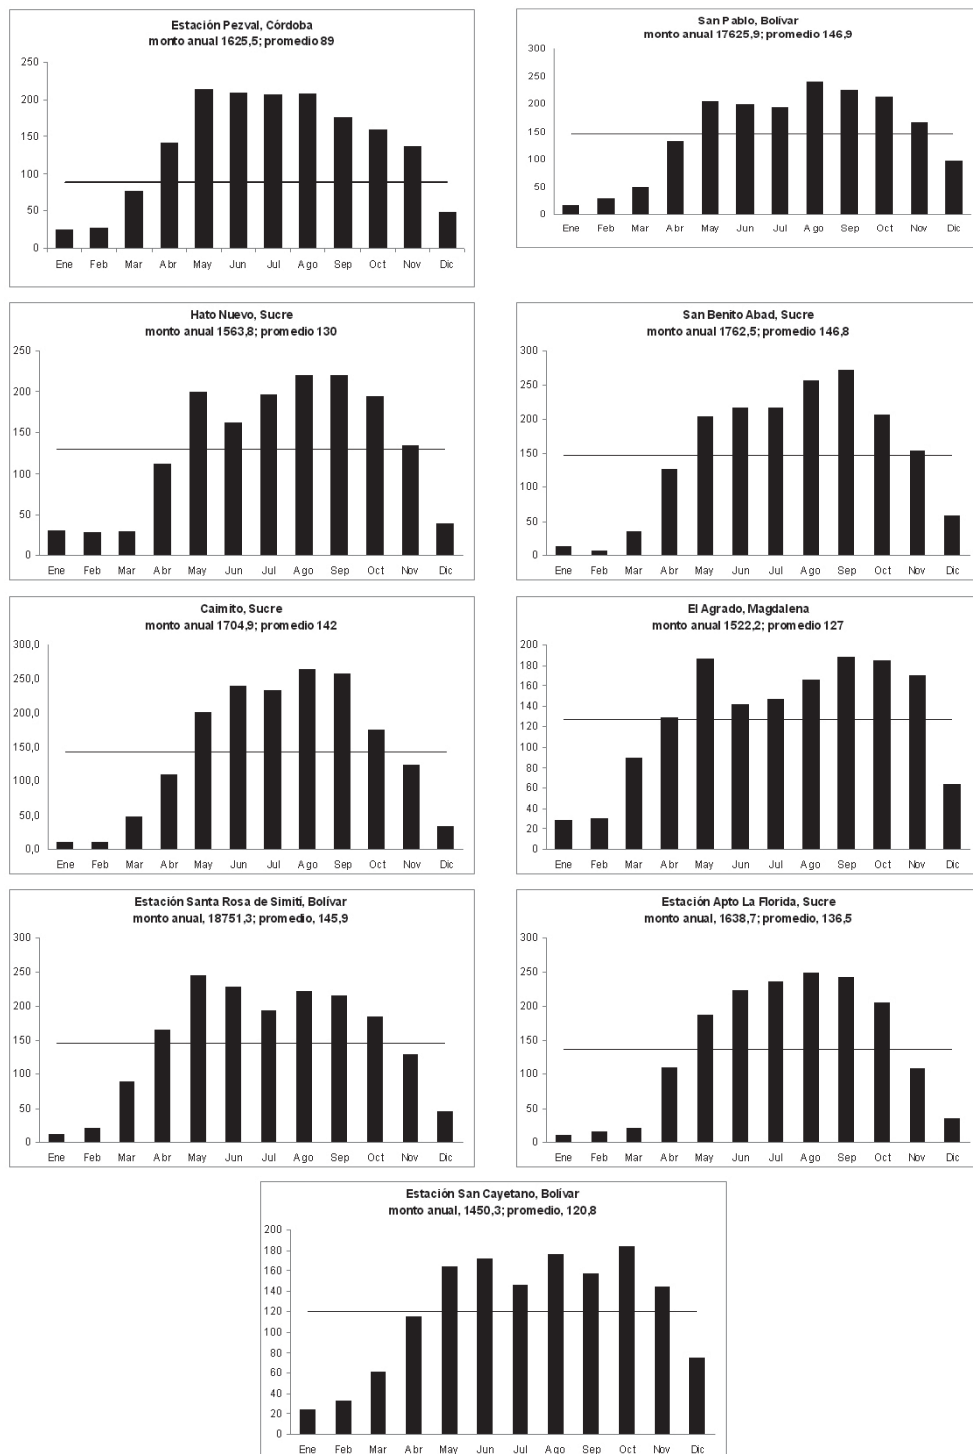 Estación Pezval, Córdoba
monto anual 1625,5; promedio 89
250
200
150
100
50
0
Ene Feb Mar Abr May Jun Jul Ago Sep Oct Nov Dic
San Pablo, Bolívar
monto anual 17625,9; promedio 146,9
300
250
200
150
100
50
0
Ene Feb Mar Abr May Jun Jul Ago Sep Oct Nov Dic
Hato Nuevo, Sucre
monto anual 1563,8; promedio 130
250
200
150
100
50
0
Ene Feb Mar Abr May Jun Jul Ago Sep Oct Nov Dic
San Benito Abad, Sucre
monto anual 1762,5; promedio 146,8
300
250
200
150
100
50
0
Ene Feb Mar Abr May Jun Jul Ago Sep Oct Nov Dic
Caimito, Sucre
monto anual 1704,9; promedio 142
300,0
250,0
200,0
150,0
100,0
50,0
0,0
Ene Feb Mar Abr May Jun Jul Ago Sep Oct Nov Dic
El Agrado, Magdalena
monto anual 1522,2; promedio 127
200
180
160
140
120
100
80
60
40
20
0
Ene Feb Mar Abr May Jun Jul Ago Sep Oct Nov Dic
Estación Santa Rosa de Simití, Bolívar
monto anual, 18751,3; promedio, 145,9
300
250
200
150
100
50
0
Ene Feb Mar Abr May Jun Jul Ago Sep Oct Nov Dic
Estación Apto La Florida, Sucre
monto anual, 1638,7; promedio, 136,5
300
250
200
150
100
50
0
Ene Feb Mar Abr May Jun Jul Ago Sep Oct Nov Dic
Estación San Cayetano, Bolívar
monto anual, 1450,3; promedio, 120,8
200
180
160
140
120
100
80
60
40
20
0
Ene Feb Mar Abr May Jun Jul Ago Sep Oct Nov Dic